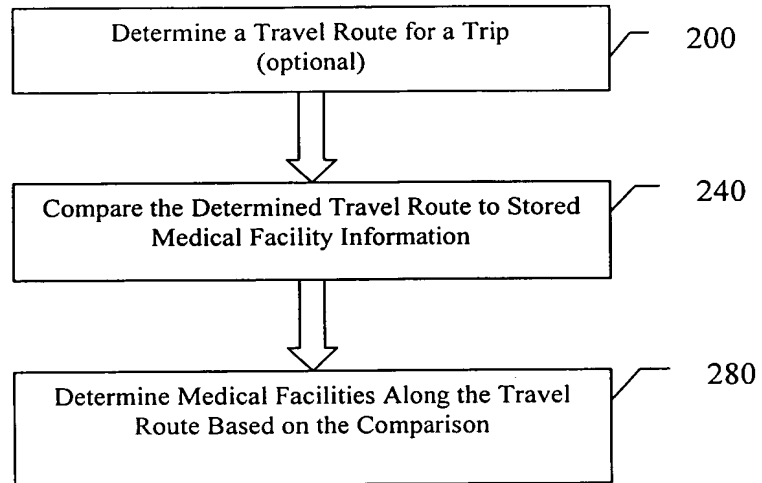 Determine a Travel Route for a Trip
(optional)
200
Compare the Determined Travel Route to Stored
Medical Facility Information
240
Determine Medical Facilities Along the Travel
Route Based on the Comparison
280